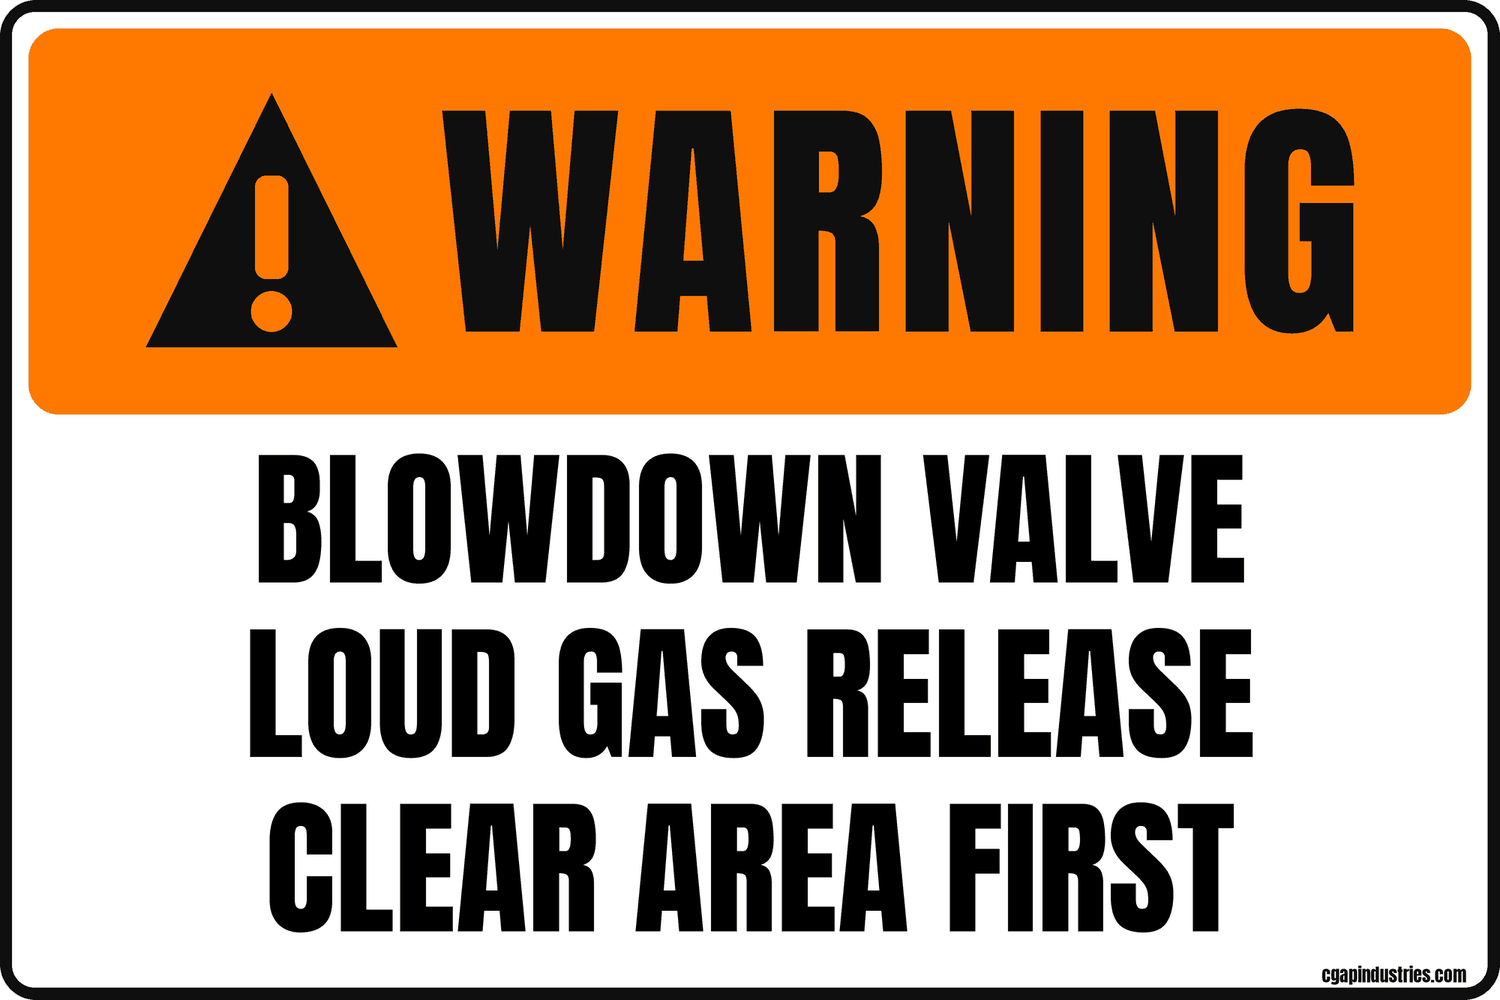 WARNING
BLOWDOWN VALVE
LOUD GAS RELEASE
CLEAR AREA FIRST
cgapindustries.com